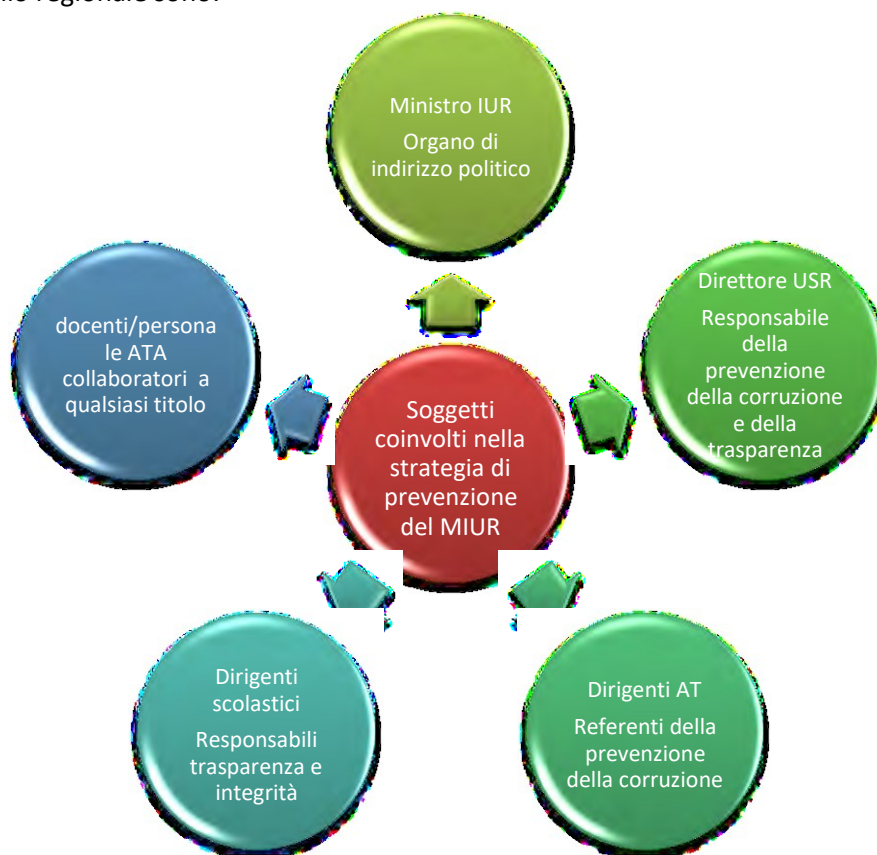 Ministro IUR
Organo di
indirizzo politico
Direttore USR
Responsabile
della
prevenzione
della corruzione
e della
trasparenza
docenti/persona
le ATA
collaboratori a
qualsiasi titolo
Soggetti
coinvolti nella
strategia di
prevenzione
del MIUR
Dirigenti
scolastici
Responsabili
trasparenza e
integrità
Dirigenti AT
Referenti della
prevenzione
della corruzione